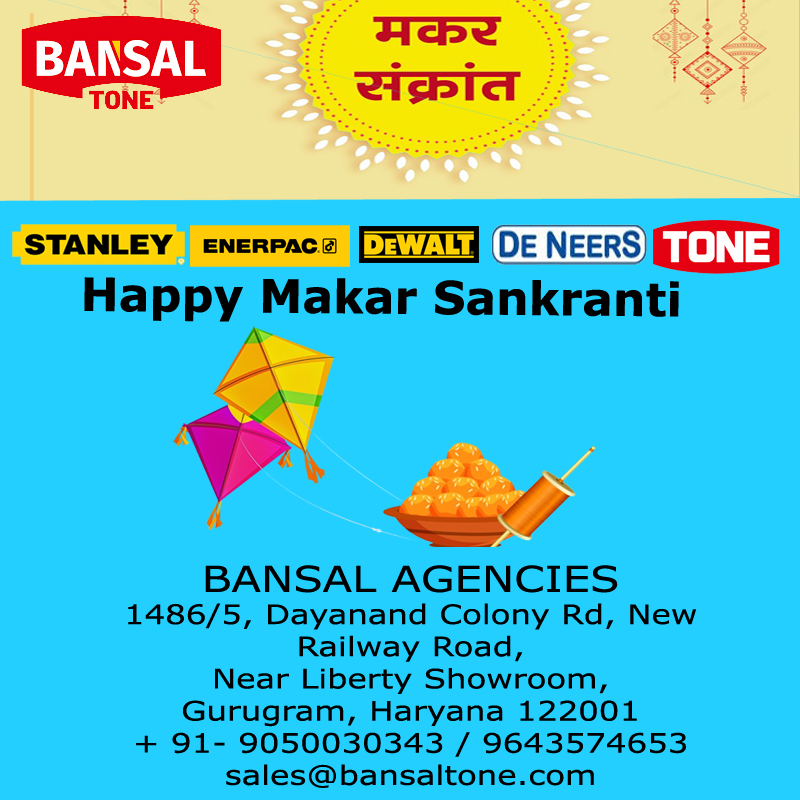 BANSAL
TONE
मकर
संक्रांत
STANLEY ENERPAC DEWALT DE NEERS TONE
Happy Makar Sankranti
BANSAL AGENCIES
1486/5, Dayanand Colony Rd, New
Railway Road,
Near Liberty Showroom,
Gurugram, Haryana 122001
+ 91- 9050030343 / 9643574653
sales@bansaltone.com